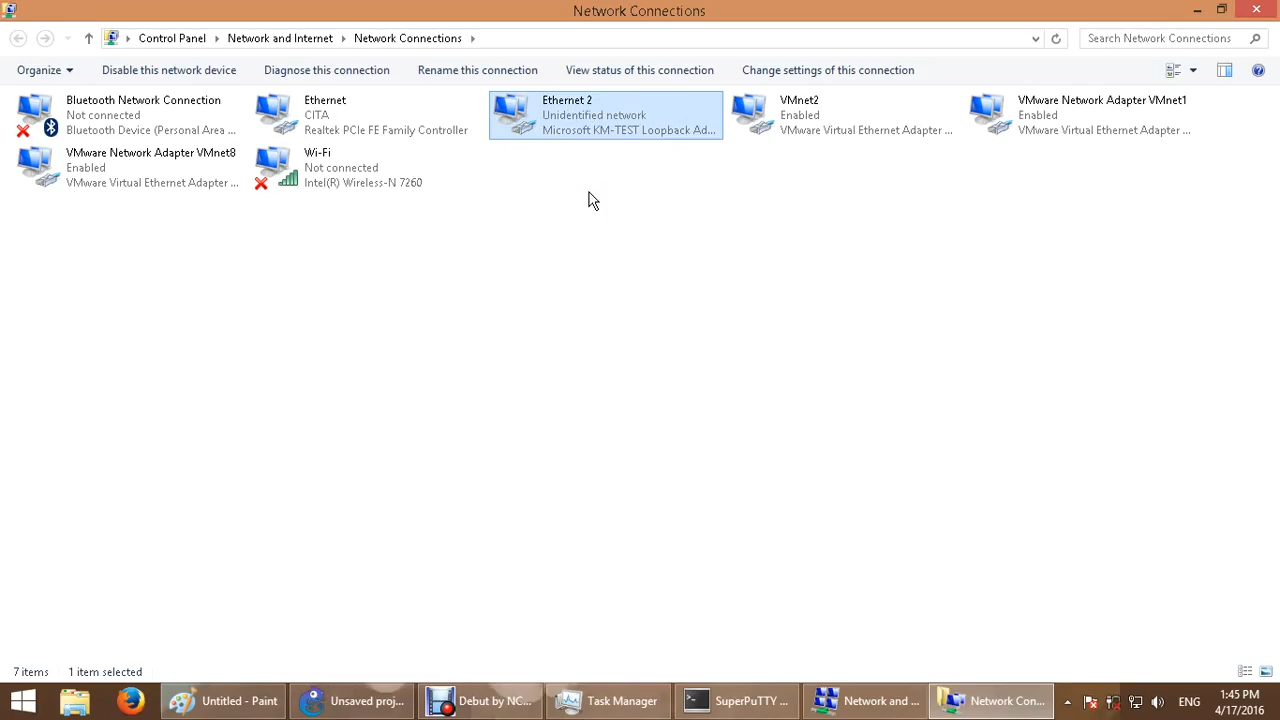 Network Connections
Control Panel Network and Internet Network Connections
Search Network Connections
Organize Disable this network device Diagnose this connection Rename this connection View status of this connection Change settings of this connection
Bluetooth Network Connection
Not connected
Bluetooth Device (Personal Area ...
Ethernet
CITA
Realtek PCIe FE Family Controller
Ethernet 2
Unidentified network
Microsoft KM-TEST Loopback Ad...
VMnet2
Enabled
VMware Virtual Ethernet Adapter ...
VMware Network Adapter VMnet1
Enabled
VMware Virtual Ethernet Adapter ...
VMware Network Adapter VMnet8
Enabled
VMware Virtual Ethernet Adapter ...
Wi-Fi
Not connected
Intel(R) Wireless-N 7260
7 items 1 item selected
Untitled - Paint Unsaved proj... Debut by NC... Task Manager SuperPuTTY ... Network and ... Network Con... ENG
1:45 PM
4/17/2016